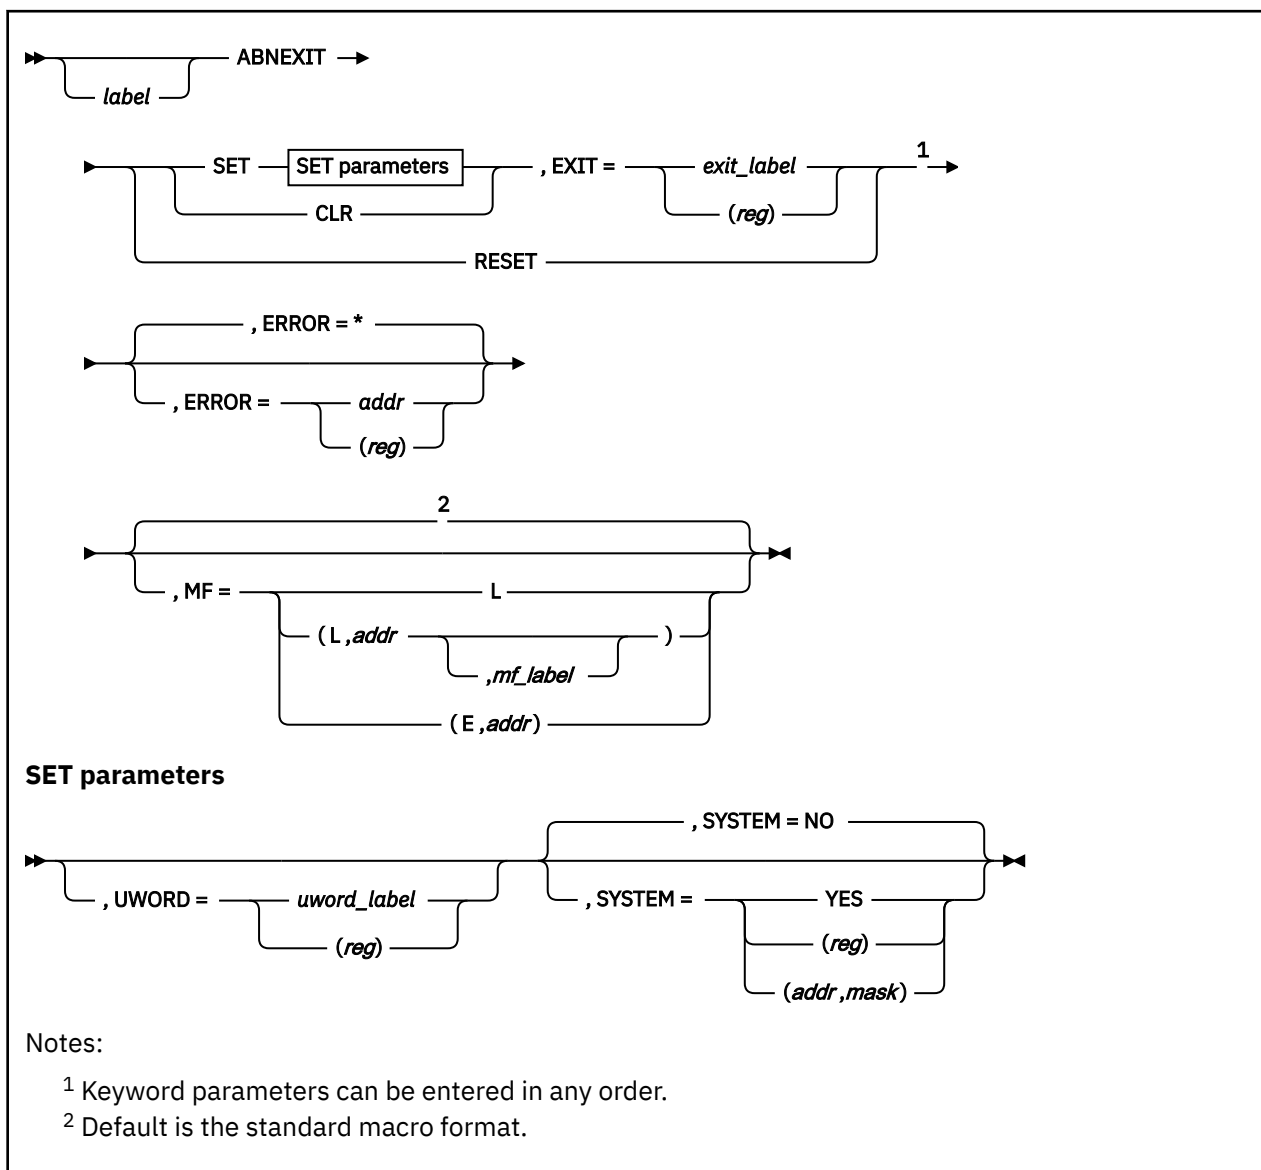 ABNEXIT
label
SET SET parameters , EXIT = exit_label 1
CLR (reg)
RESET
, ERROR = *
, ERROR = addr
(reg)
2
, MF = L
( L ,addr )
,mf_label
( E ,addr )
SET parameters
, SYSTEM = NO
, UWORD = uword_label , SYSTEM = YES
(reg) (reg)
(addr ,mask)
Notes:
1 Keyword parameters can be entered in any order.
2 Default is the standard macro format.